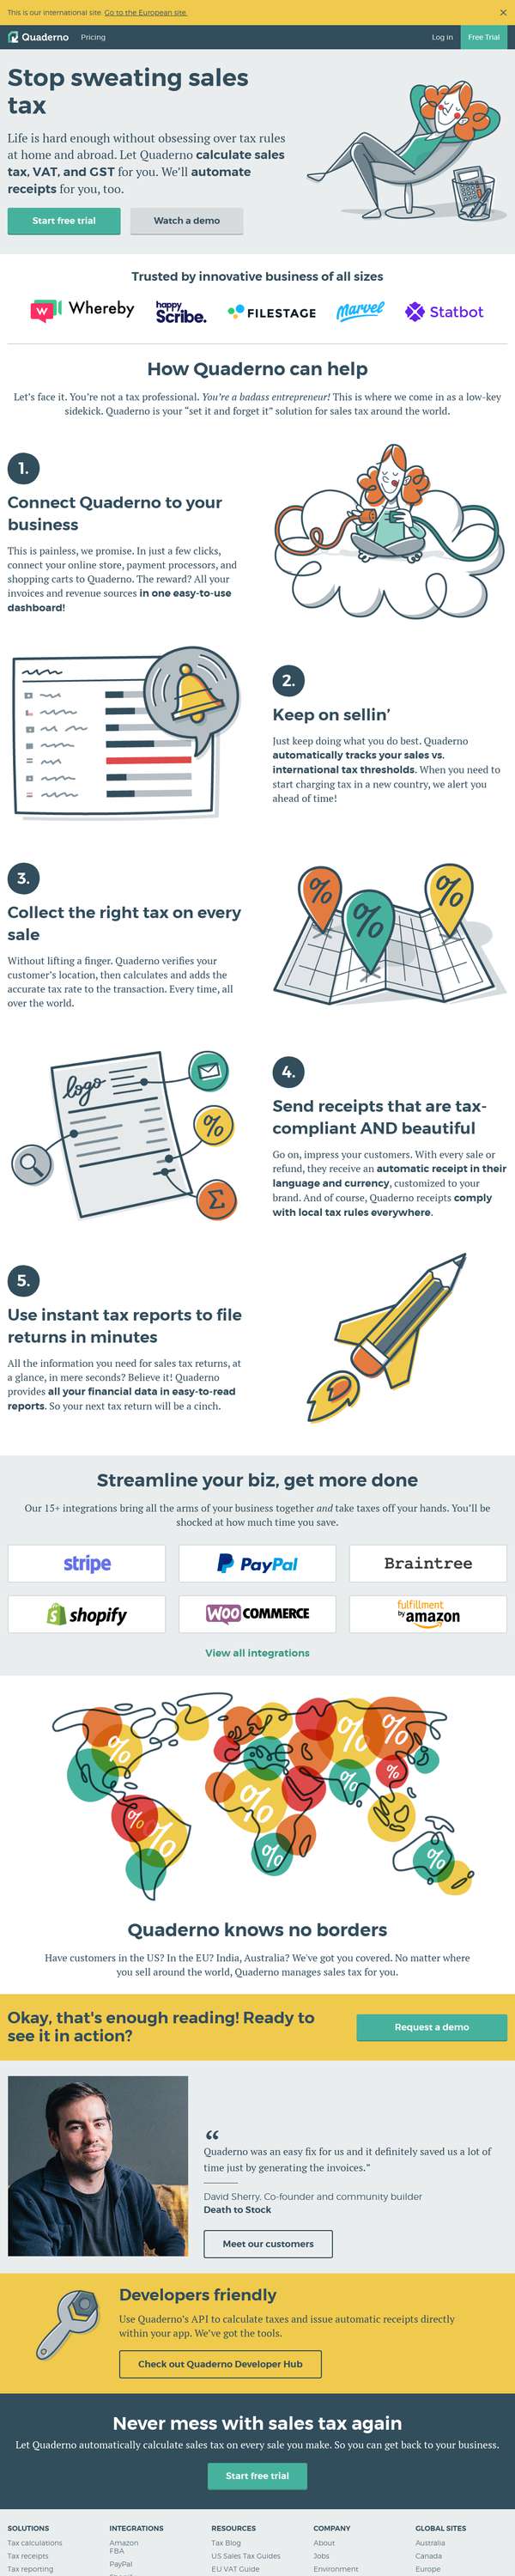 This is our international site. Go to the European site.
×
Quaderno
Pricing
Log in
Free Trial
Stop sweating sales
tax
Life is hard enough without obsessing over tax rules
at home and abroad. Let Quaderno calculate sales
tax, VAT, and GST for you. We'll automate
receipts for you, too.
Start free trial
Watch a demo
Trusted by innovative business of all sizes
w Whereby
happy
Scribe.
FILESTAGE
Marvel
Statbot
How Quaderno can help
Let's face it. You're not a tax professional. You're a badass entrepreneur! This is where we come in as a low-key
sidekick. Quaderno is your “set it and forget it” solution for sales tax around the world.
1.
Connect Quaderno to your
business
This is painless, we promise. In just a few clicks,
connect your online store, payment processors, and
shopping carts to Quaderno. The reward? All your
invoices and revenue sources in one easy-to-use
dashboard!
2.
Keep on sellin’
Just keep doing what you do best. Quaderno
automatically tracks your sales vs.
international tax thresholds. When you need to
start charging tax in a new country, we alert you
ahead of time!
3.
Collect the right tax on every
sale
Without lifting a finger. Quaderno verifies your
customer's location, then calculates and adds the
accurate tax rate to the transaction. Every time, all
over the world.
% % %
logo
%
Σ
4.
Send receipts that are tax-
compliant AND beautiful
Go on, impress your customers. With every sale or
refund, they receive an automatic receipt in their
language and currency, customized to your
brand. And of course, Quaderno receipts comply
with local tax rules everywhere.
5.
Use instant tax reports to file
returns in minutes
All the information you need for sales tax returns, at
a glance, in mere seconds? Believe it! Quaderno
provides all your financial data in easy-to-read
reports. So your next tax return will be a cinch.
Streamline your biz, get more done
Our 15+ integrations bring all the arms of your business together and take taxes off your hands. You'll be
shocked at how much time you save.
stripe
PayPal
Braintree
shopify
WOO COMMERCE
fulfillment
by amazon
View all integrations
% % %
% %
% %
% %
%
Quaderno knows no borders
Have customers in the US? In the EU? India, Australia? We've got you covered. No matter where
you sell around the world, Quaderno manages sales tax for you.
Okay, that's enough reading! Ready to
see it in action?
Request a demo
“
Quaderno was an easy fix for us and it definitely saved us a lot of
time just by generating the invoices.”
David Sherry, Co-founder and community builder
Death to Stock
Meet our customers
Developers friendly
Use Quaderno's API to calculate taxes and issue automatic receipts directly
within your app. We've got the tools.
Check out Quaderno Developer Hub
Never mess with sales tax again
Let Quaderno automatically calculate sales tax on every sale you make. So you can get back to your business.
Start free trial
SOLUTIONS
Tax calculations
Tax receipts
Tax reporting
INTEGRATIONS
Amazon
FBA
PayPal
RESOURCES
Tax Blog
US Sales Tax Guides
EU VAT Guide
COMPANY
About
Jobs
Environment
GLOBAL SITES
Australia
Canada
Europe